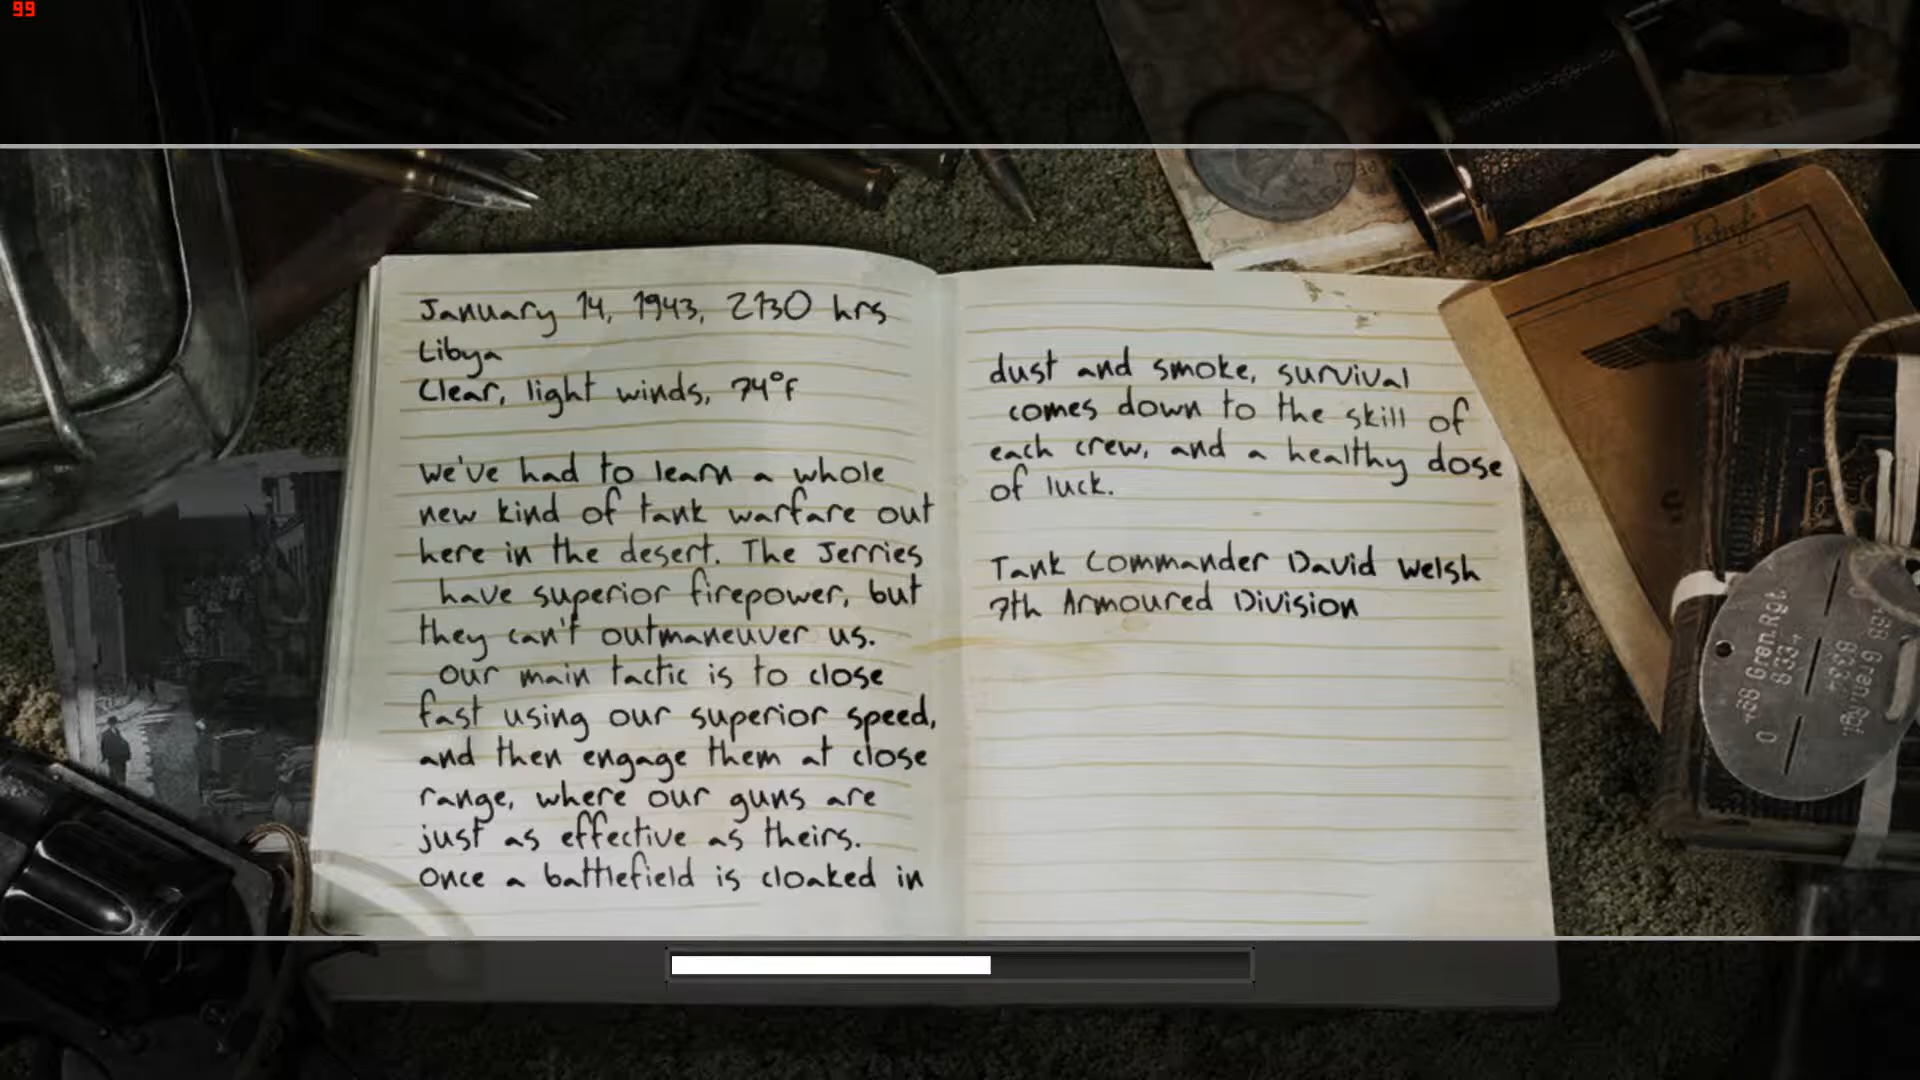 99
January 14, 1943, 2130 hrs
Libya
Clear, light winds, 74°F
We've had to learn a whole
new kind of tank warfare out
here in the desert. The Jerries
have superior firepower, but
they can't outmaneuver us.
Our main tactic is to close
fast using our superior speed,
and then engage them at close
range, where our guns are
just as effective as theirs.
Once a battlefield is cloaked in
dust and smoke, survival
comes down to the skill of
each crew, and a healthy dose
of luck.
Tank Commander David Welsh
7th Armoured Division